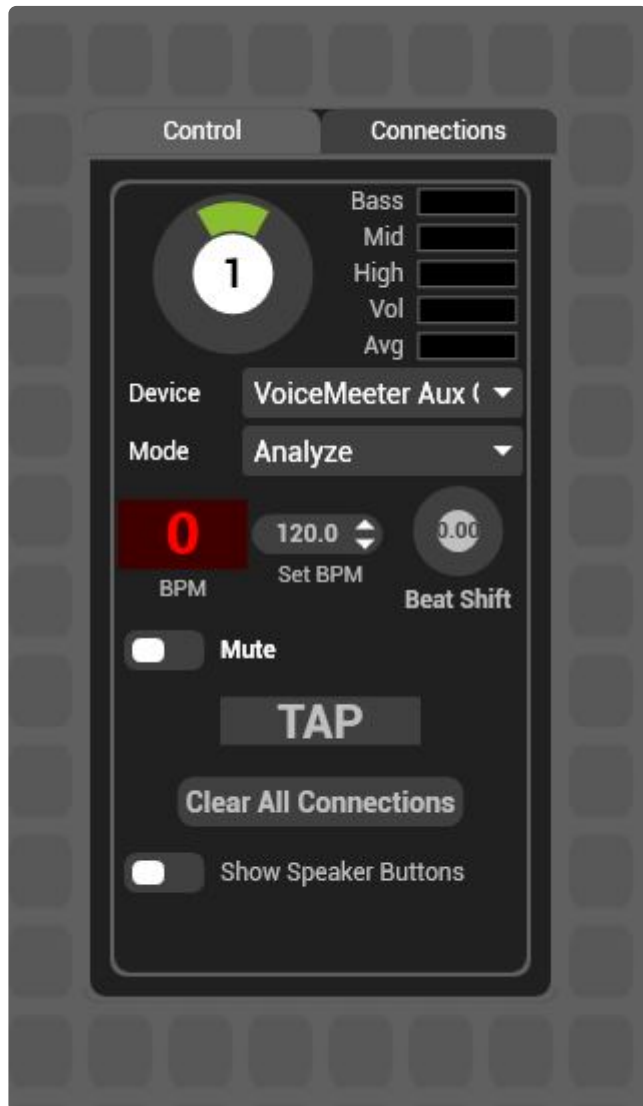 Control Connections
1
Bass
Mid
High
Vol
Avg
Device VoiceMeeter Aux (
Mode Analyze
0 120.0 0.00
BPM Set BPM Beat Shift
Mute
TAP
Clear All Connections
Show Speaker Buttons